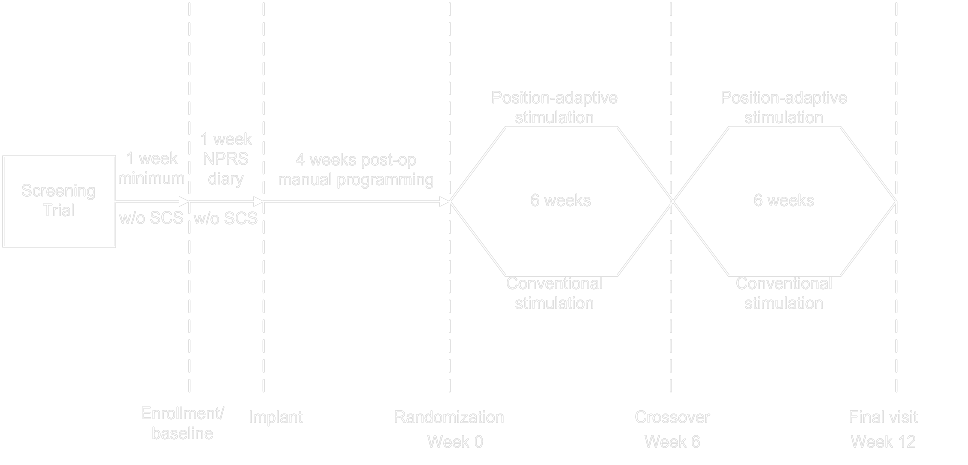 Screening
Trial
1 week
minimum
w/o SCS
1 week
NPRS
diary
w/o SCS
4 weeks post-op
manual programming
Position-adaptive
stimulation
6 weeks
Conventional
stimulation
Position-adaptive
stimulation
6 weeks
Conventional
stimulation
Enrollment/
baseline
Implant
Randomization
Week 0
Crossover
Week 6
Final visit
Week 12